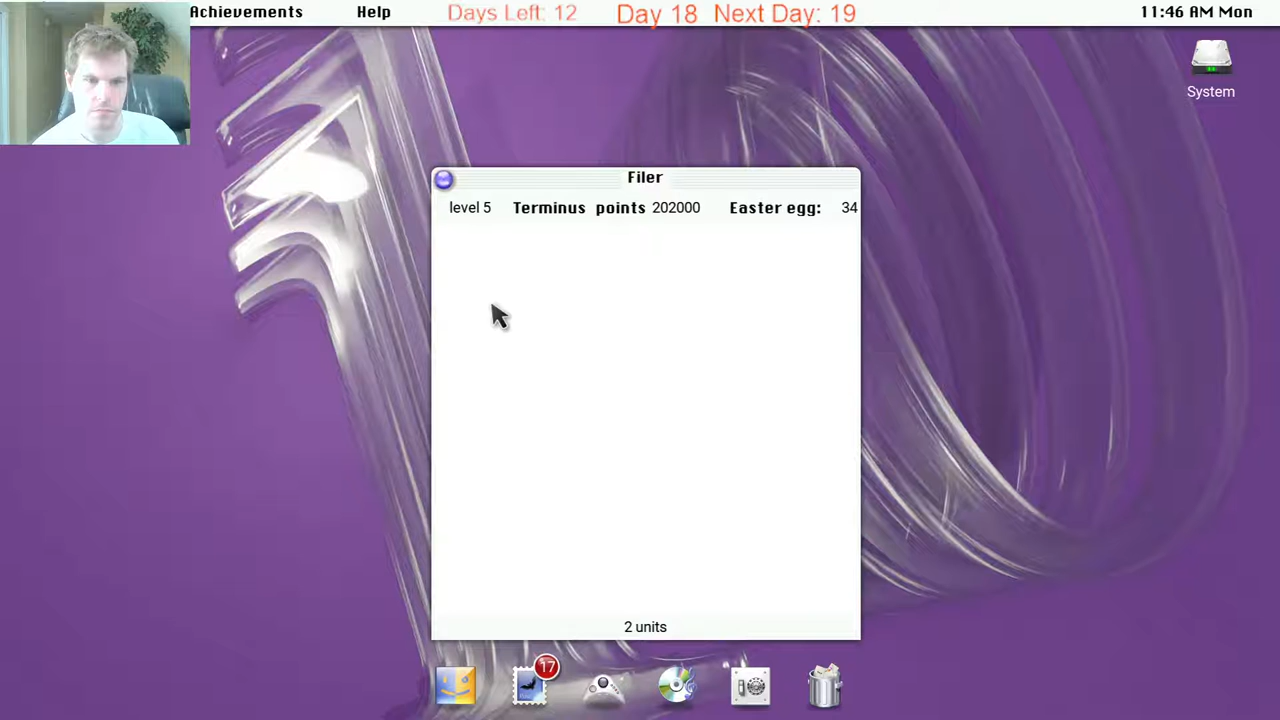 Achievements Help Days Left: 12 Day 18 Next Day: 19 11:46 AM Mon
System
Filer
level 5 Terminus points 202000 Easter egg: 34
2 units
17